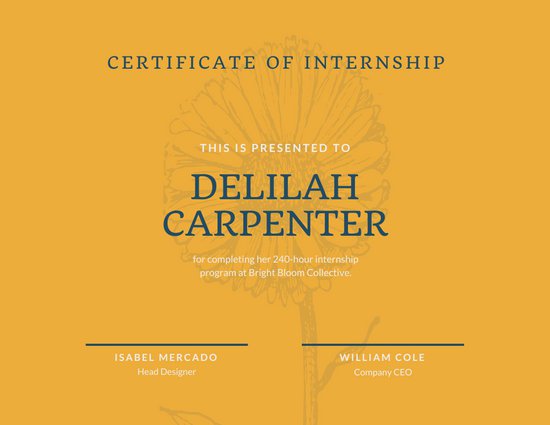 CERTIFICATE OF INTERNSHIP
THIS IS PRESENTED TO
DELILAH
CARPENTER
for completing her 240-hour internship
program at Bright Bloom Collective.
ISABEL MERCADO
Head Designer
WILLIAM COLE
Company CEO